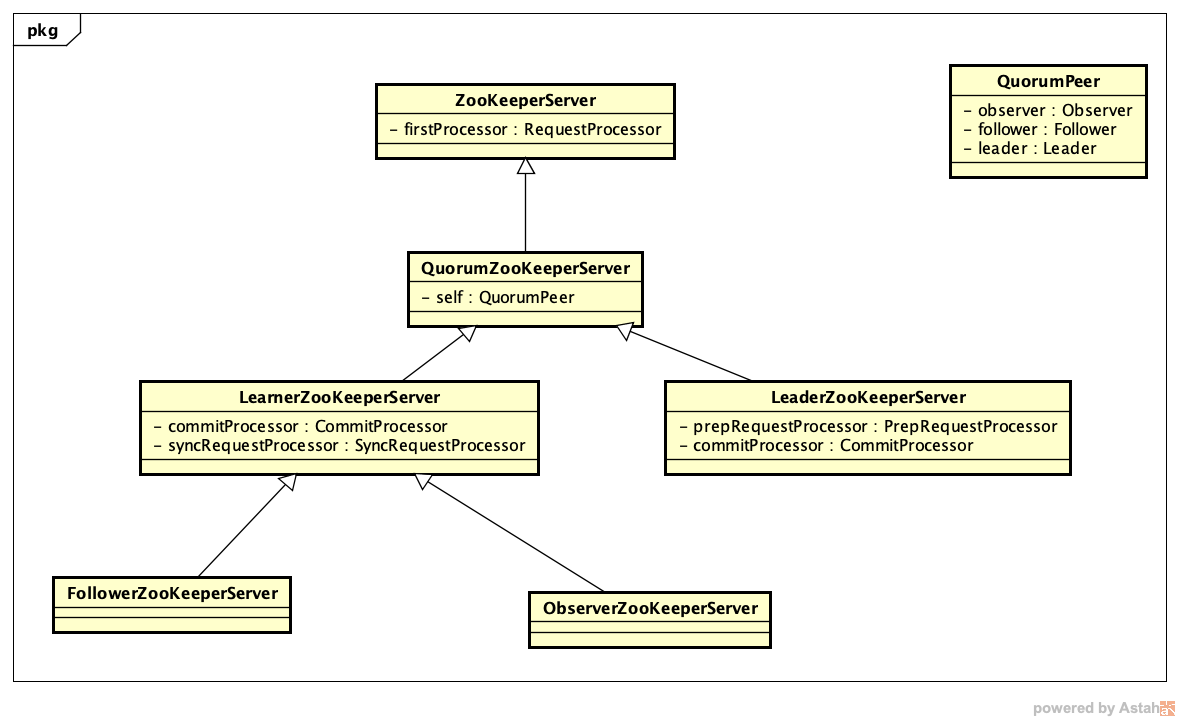 pkg
ZooKeeperServer
- firstProcessor : RequestProcessor
QuorumPeer
- observer : Observer
- follower : Follower
- leader : Leader
QuorumZooKeeperServer
- self : QuorumPeer
LearnerZooKeeperServer
- commitProcessor : CommitProcessor
- syncRequestProcessor : SyncRequestProcessor
LeaderZooKeeperServer
- prepRequestProcessor : PrepRequestProcessor
- commitProcessor : CommitProcessor
FollowerZooKeeperServer
ObserverZooKeeperServer
powered by Astah